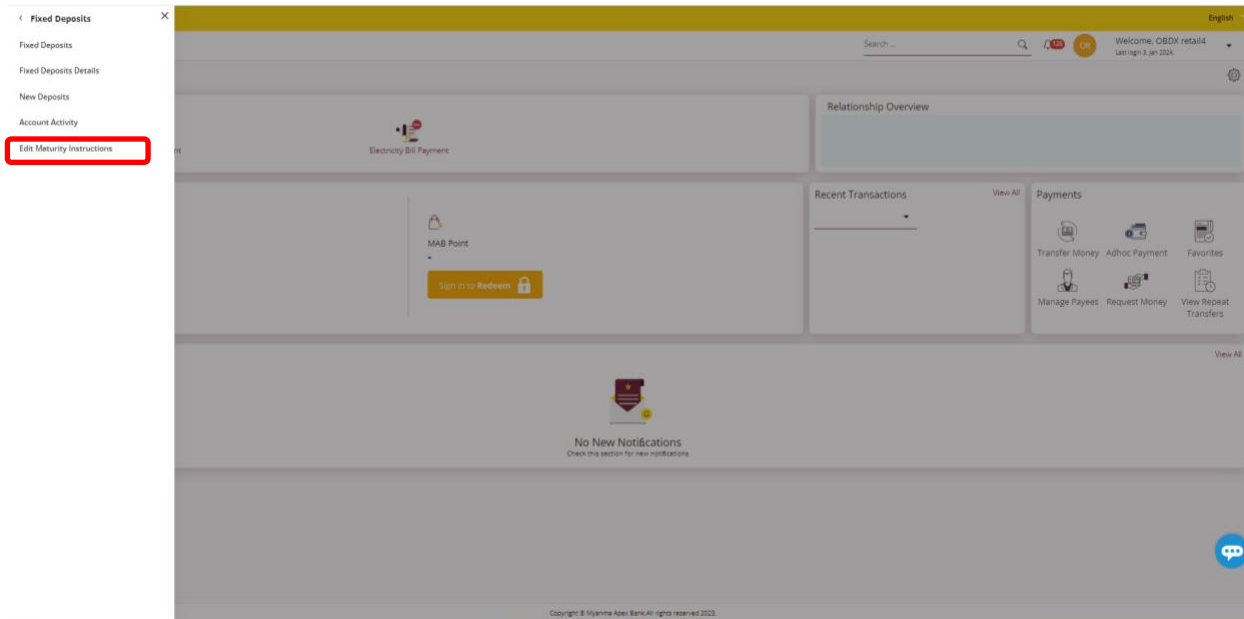 Fixed Deposits
Fixed Deposits
Fixed Deposits Details
New Deposits
Account Activity
Edit Maturity Instructions
English
Search...
OR
Welcome, OBDX retail4
Last login 3. Jan 2024.
nt
Electricity Bill Payment
Relationship Overview
MAB Point
-
Sign in to Redeem
Recent Transactions
View All
Payments
Transfer Money
Adhoc Payment
Favorites
Manage Payees
Request Money
View Repeat
Transfers
View All
No New Notifications
Check this section for new notifications
Copyright © Myanma Apex Bank.All rights reserved 2023.